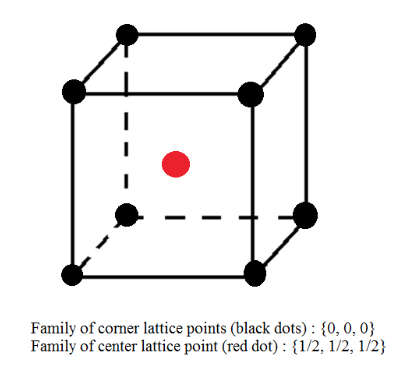 Family of corner lattice points (black dots) : {0, 0, 0}
Family of center lattice point (red dot) : {1/2, 1/2, 1/2}